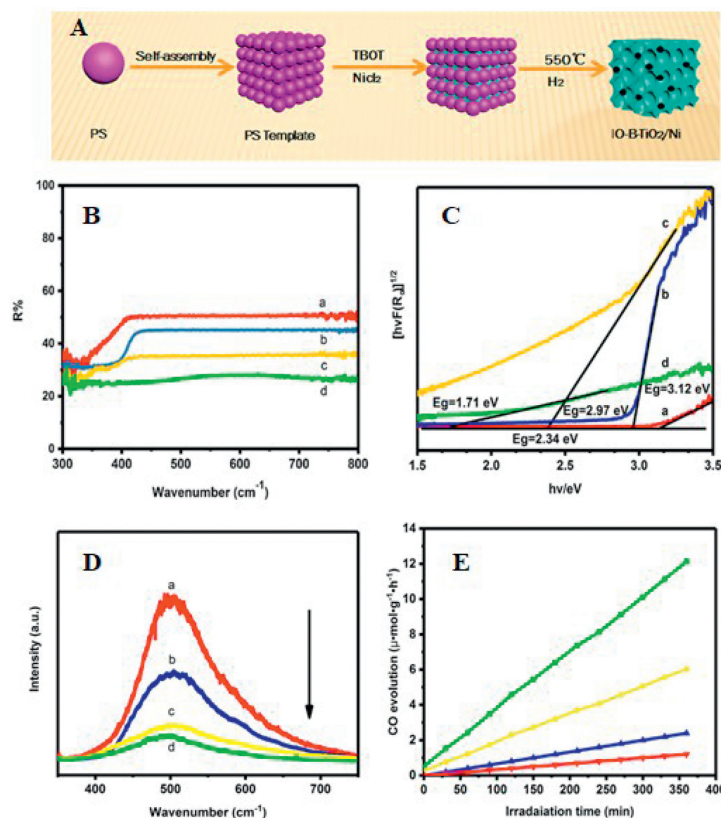 A
Self-assembly
TBOT
Nicl₂
550℃
H₂
PS
PS Template
IO-B-TiO₂/Ni
B
R%
100
80
60
40
20
0
a
b
c
d
300 400 500 600 700 800
Wavenumber (cm⁻¹)
C
[hvF(R_d)]^1/2
c
b
d
a
Eg=1.71 eV
Eg=2.97 eV
Eg=3.12 eV
Eg=2.34 eV
1.5 2.0 2.5 3.0 3.5
hv/eV
D
Intensity (a.u.)
a
b
c
d
400 500 600 700
Wavenumber (cm⁻¹)
E
CO evolution (μ•mol•g⁻¹•h⁻¹)
14
12
10
8
6
4
2
0
0 50 100 150 200 250 300 350 400
Irradaiation time (min)